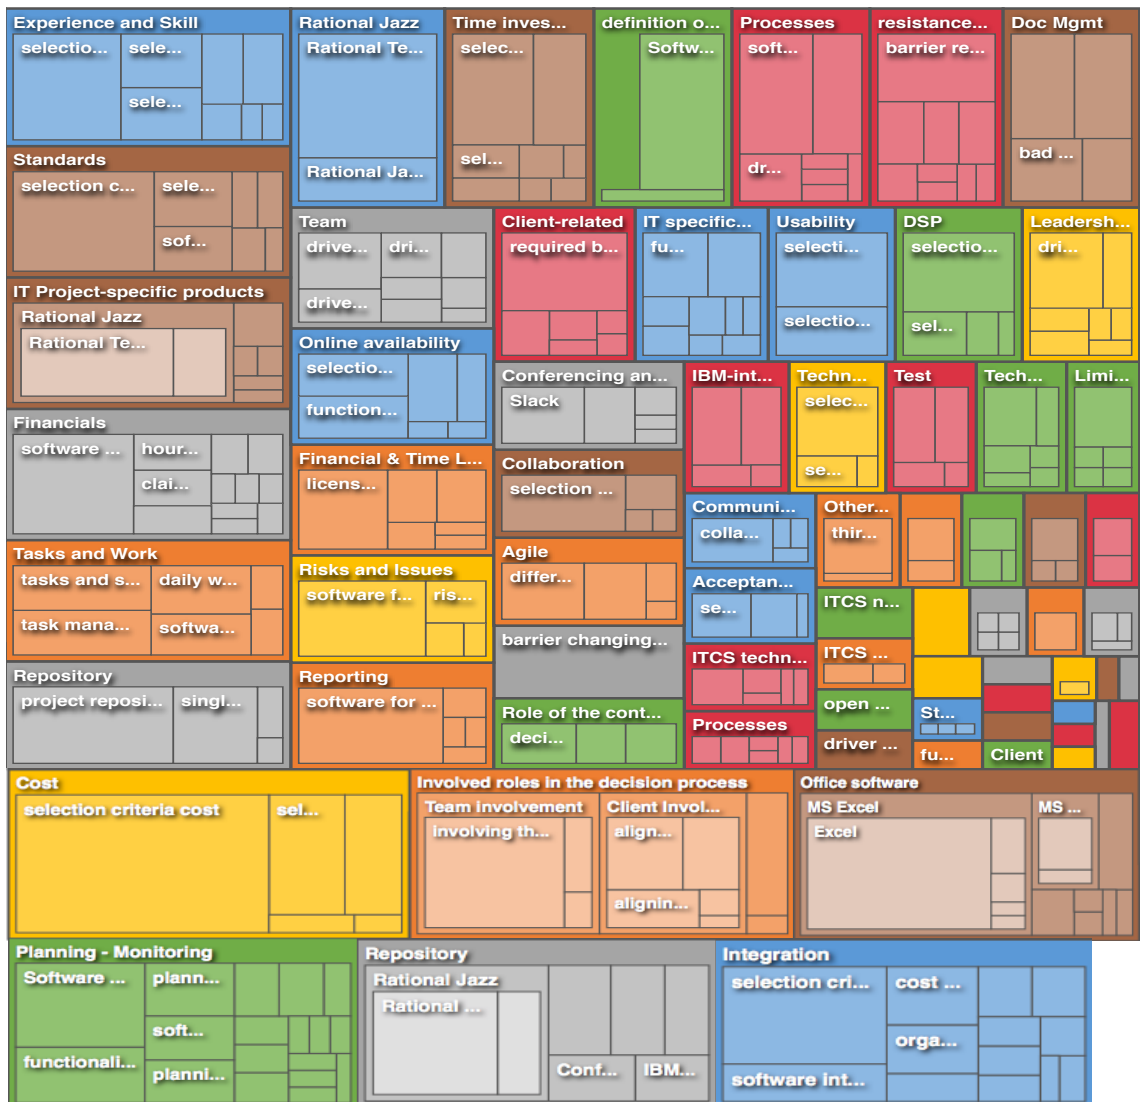 Experience and Skill
selectio...
sele...
sele...
Rational Jazz
Rational Te...
Rational Ja...
Time inves...
selec...
sel...
definition o...
Softw...
Processes
soft...
dr...
resistance...
barrier re...
Doc Mgmt
bad ...
Standards
selection c...
sele...
sof...
Team
drive...
dri...
drive...
Client-related
required b...
IT specific...
fu...
Usability
selecti...
selectio...
DSP
selectio...
sel...
Leadersh...
dri...
IT Project-specific products
Rational Jazz
Rational Te...
Online availability
selectio...
function...
Conferencing an...
Slack
IBM-int...
Techn...
selec...
se...
Test
Tech...
Limi...
Financials
software ...
hour...
clai...
Financial & Time L...
licens...
Collaboration
selection ...
Communi...
colla...
Other...
thir...
Tasks and Work
tasks and s...
daily w...
task mana...
softwa...
Risks and Issues
software f...
ris...
Agile
differ...
Acceptan...
se...
ITCS n...
barrier changing...
ITCS techn...
ITCS ...
Repository
project reposi...
singl...
Reporting
software for ...
Role of the cont...
deci...
Processes
open ...
driver ...
St...
fu...
Client
Cost
selection criteria cost
sel...
Involved roles in the decision process
Team involvement
involving th...
Client Invol...
align...
alignin...
Office software
MS Excel
Excel
MS ...
Planning - Monitoring
Software ...
plann...
soft...
functionali...
planni...
Repository
Rational Jazz
Rational ...
Conf...
IBM...
Integration
selection cri...
cost ...
orga...
software int...